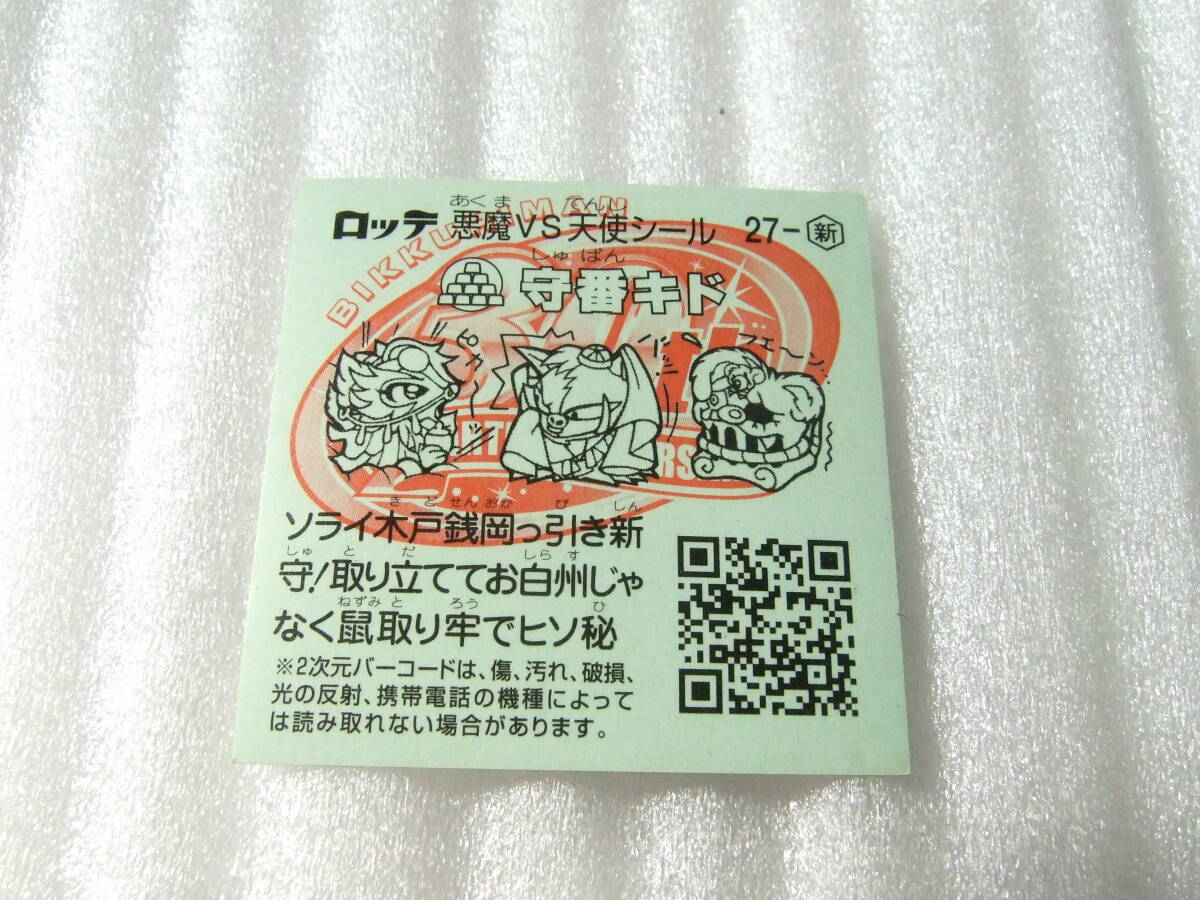 BIKKURIMAN
あくま てんし
ロッテ 悪魔VS天使シール 27-新
しゅ ばん
守番キド
ピカ
フエ〜ン…
きど せん おか び しん
ソライ木戸銭岡っ引き新
しゅ と だ しら す
守!取り立ててお白州じゃ
ねずみ と ろう ひ
なく鼠取り牢でヒソ秘
※2次元バーコードは、傷、汚れ、破損、
光の反射、携帯電話の機種によって
は読み取れない場合があります。